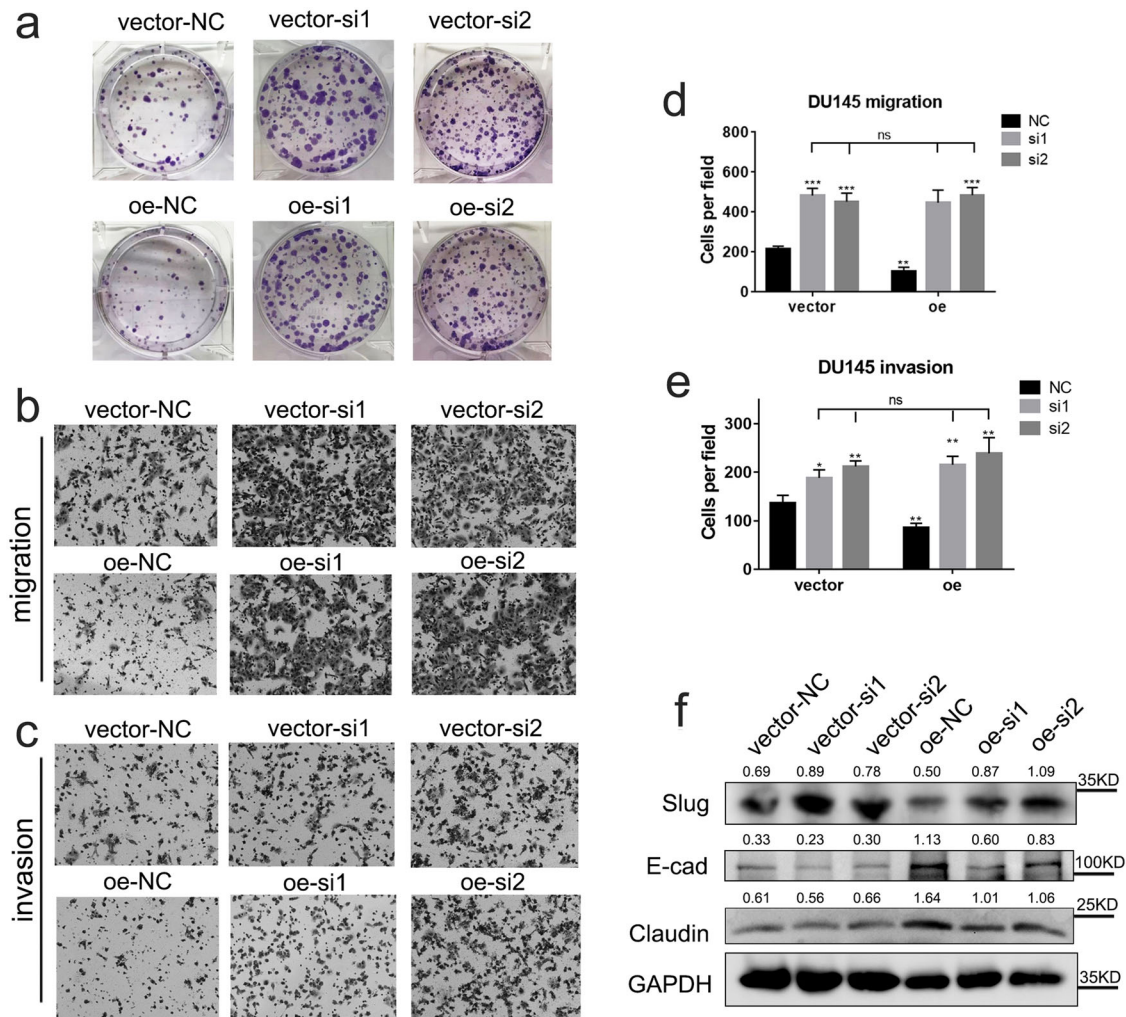 a
vector-NC vector-si1 vector-si2
oe-NC oe-si1 oe-si2
b
migration
vector-NC vector-si1 vector-si2
oe-NC oe-si1 oe-si2
c
invasion
vector-NC vector-si1 vector-si2
oe-NC oe-si1 oe-si2
d
DU145 migration
Cells per field
800
600
400
200
0
ns
*** *** ** ***
vector oe
NC
si1
si2
e
DU145 invasion
Cells per field
300
200
100
0
ns
* ** ** ** **
vector oe
NC
si1
si2
f
vector-NC vector-si1 vector-si2 oe-NC oe-si1 oe-si2
0.69 0.89 0.78 0.50 0.87 1.09
Slug 35KD
0.33 0.23 0.30 1.13 0.60 0.83
E-cad 100KD
0.61 0.56 0.66 1.64 1.01 1.06
Claudin 25KD
GAPDH 35KD